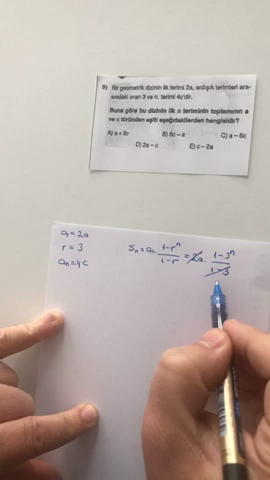 9) Bir geometrik dizinin ilk terimi 2a, ardışık terimleri ara-
sındaki oran 3 ve n. terimi 4c'dir.
Buna göre bu dizinin ilk n teriminin toplamının a
ve c türünden eşiti aşağıdakilerden hangisidir?
A) a + 6c B) 6c – a C) a – 6c
D) 2a – c E) c – 2a
a₁ = 2a
r = 3
aₙ = 4c
Sₙ = a₁ . (1 - rⁿ)/(1 - r) = 2a . (1 - 3ⁿ)/(1 - 3)